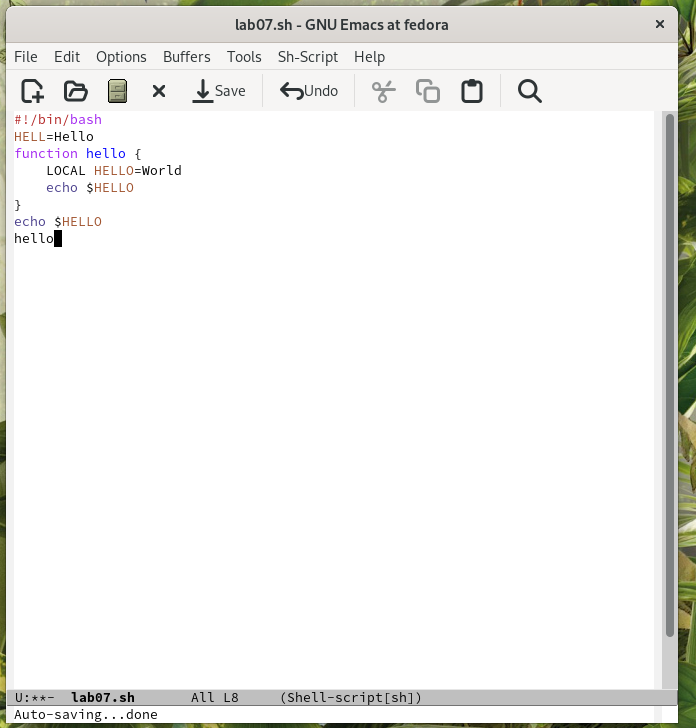 lab07.sh - GNU Emacs at fedora
File Edit Options Buffers Tools Sh-Script Help
Save Undo
#!/bin/bash
HELL=Hello
function hello {
    LOCAL HELLO=World
    echo $HELLO
}
echo $HELLO
hello
U:**-  lab07.sh       All L8     (Shell-script[sh])
Auto-saving...done